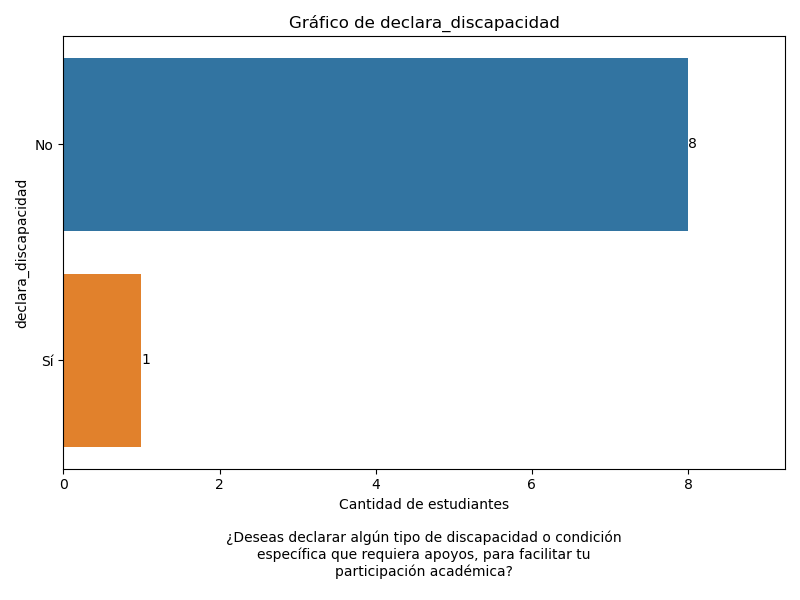 Gráfico de declara_discapacidad
declara_discapacidad
No
8
Sí
1
0 2 4 6 8
Cantidad de estudiantes
¿Deseas declarar algún tipo de discapacidad o condición
específica que requiera apoyos, para facilitar tu
participación académica?